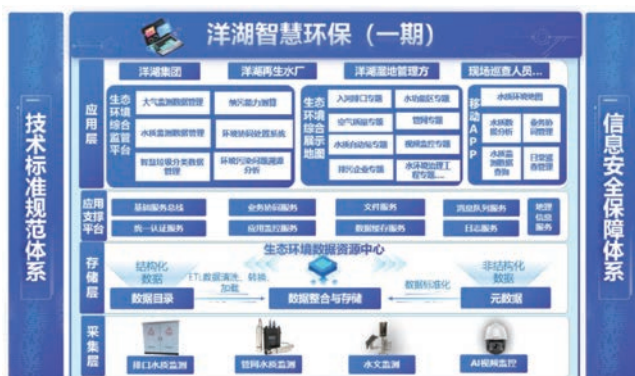 洋湖智慧环保（一期）
技术标准规范体系
信息安全保障体系
应用层
洋湖集团
洋湖再生水厂
洋湖湿地管理方
现场巡查人员...
生态环境综合监管平台
大气监测数据管理
纳污能力测算
水质监测数据管理
环境协同处置系统
智慧垃圾分类数据
管理
环境污染问题溯源
分析
生态环境综合展示地图
入河排口专题
水功能区专题
空气质量专题
管网专题
水质自动站专题
视频监控专题
排污企业专题
水环境治理工
程专题....
移动APP
水质环境地图
水质数
据分析
业务协
同管理
水质监
测数据
查询
日常巡
查管理
应用支撑平台
基础服务总线
业务协同服务
文件服务
消息队列服务
统一认证服务
应用监控服务
数据缓存服务
日志服务
地理
信息
服务
存储层
生态环境数据资源中心
结构化
数据
ETL数据清洗、转换、
加载
数据目录
数据整合与存储
数据标准化
非结构化
数据
元数据
采集层
排口水质监测
管网水质监测
水文监测
AI视频监控